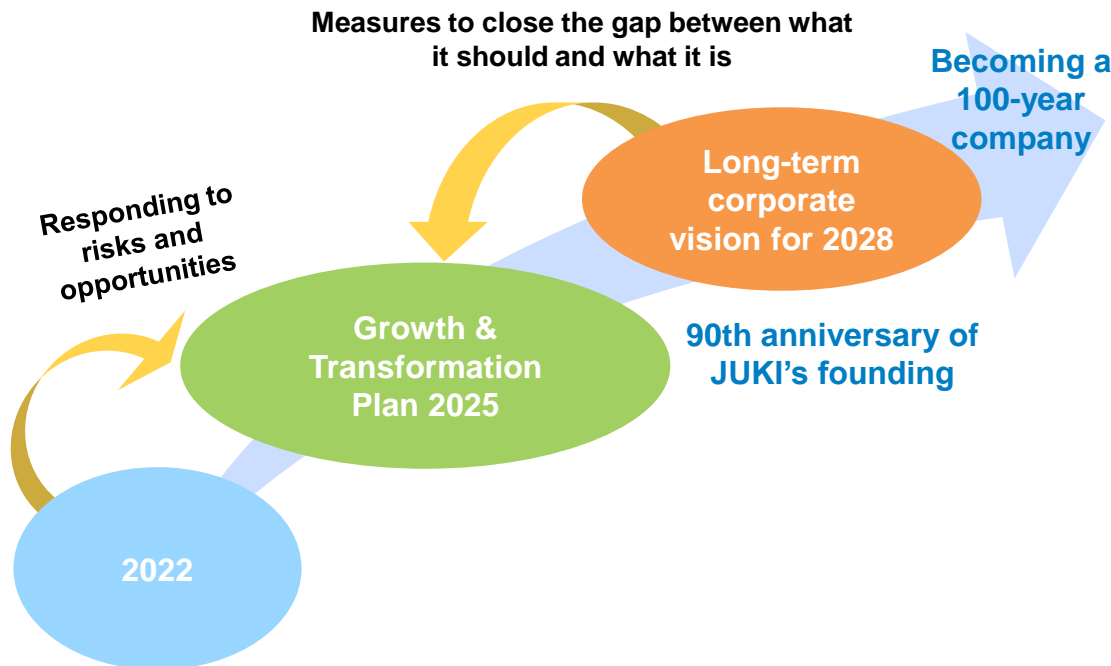 Measures to close the gap between what
it should and what it is
Becoming a
100-year
company
Long-term
corporate
vision for 2028
Responding to
risks and
opportunities
Growth &
Transformation
Plan 2025
90th anniversary of
JUKI's founding
2022